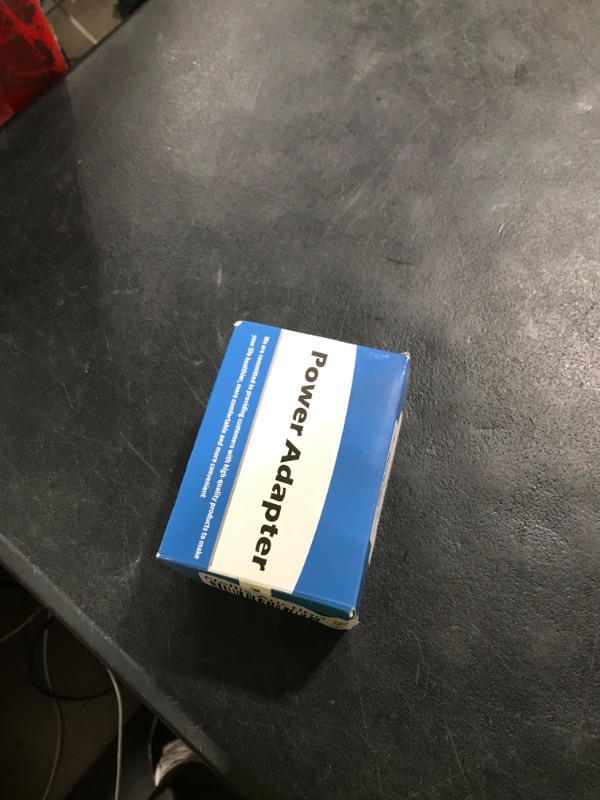 Power Adapter
We are committed to providing customers with high-quality products to make
your life healthier, more comfortable and more convenient